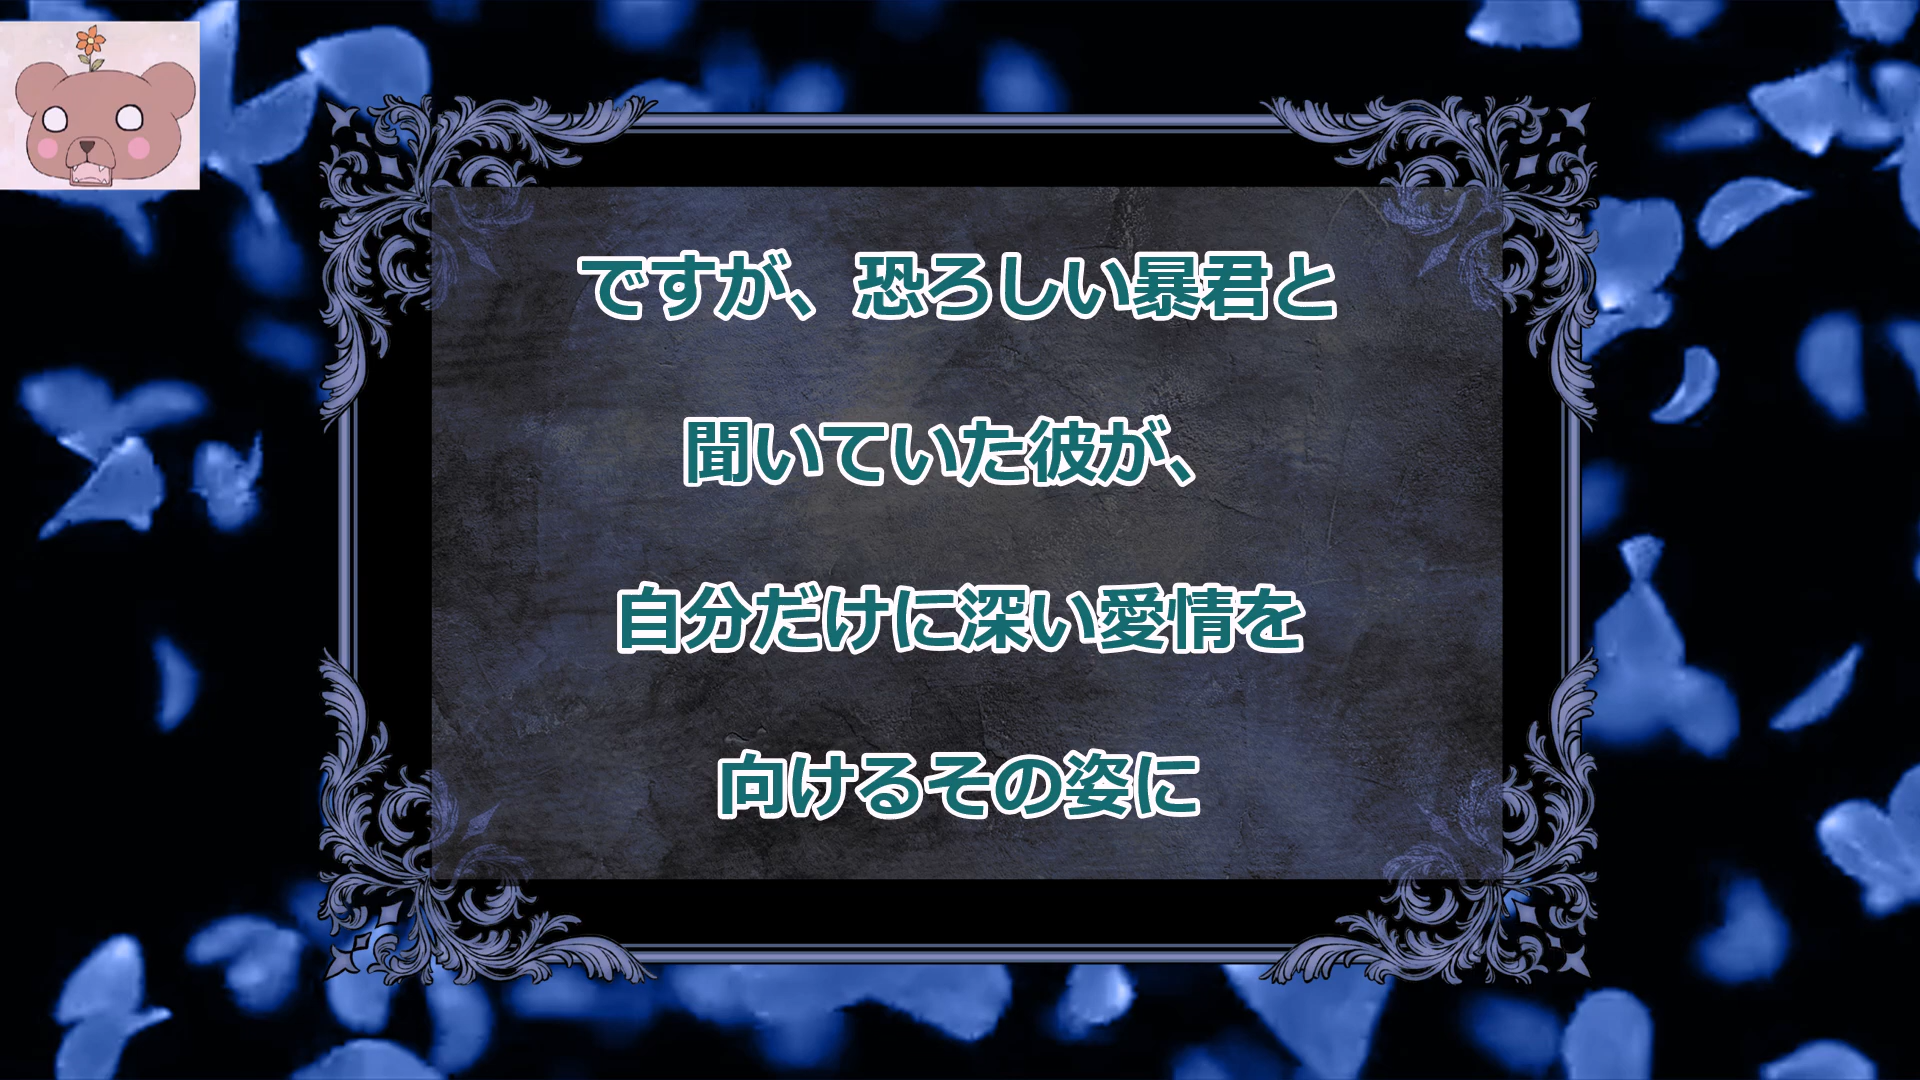 ですが、恐ろしい暴君と
聞いていた彼が、
自分だけに深い愛情を
向けるその姿に